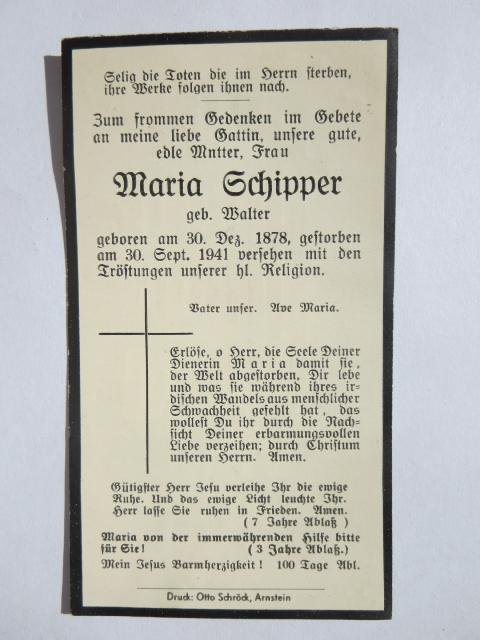 Selig die Toten die im Herrn sterben,
ihre Werke folgen ihnen nach.
Zum frommen Gedenken im Gebete
an meine liebe Gattin, unsere gute,
edle Mntter, Frau
Maria Schipper
geb. Walter
geboren am 30. Dez. 1878, gestorben
am 30. Sept. 1941 versehen mit den
Tröstungen unserer hl. Religion.
Vater unser. Ave Maria.
Erlöse, o Herr, die Seele Deiner
Dienerin Maria damit sie,
der Welt abgestorben, Dir lebe
und was sie während ihres ir-
dischen Wandels aus menschlicher
Schwachheit gefehlt hat, das
wollest Du ihr durch die Nach-
sicht Deiner erbarmungsvollen
Liebe verzeihen; durch Christum
unseren Herrn. Amen.
Gütigster Herr Jesu verleihe Ihr die ewige
Ruhe. Und das ewige Licht leuchte Ihr.
Herr lasse Sie ruhen in Frieden. Amen.
( 7 Jahre Ablaß )
Maria von der immerwährenden Hilfe bitte
für Sie! ( 3 Jahre Ablaß.)
Mein Jesus Barmherzigkeit! 100 Tage Abl.
Druck: Otto Schröck, Arnstein